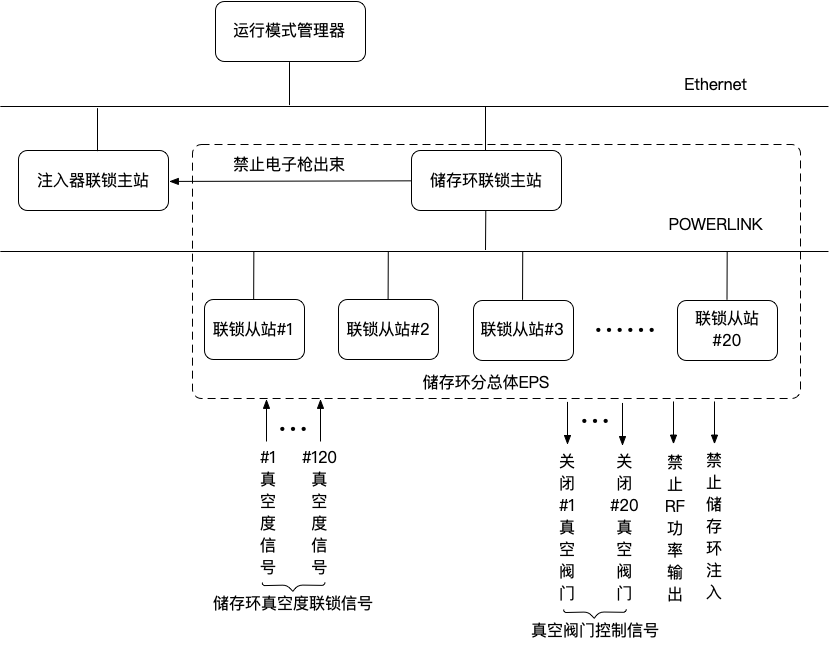 运行模式管理器
Ethernet
注入器联锁主站
禁止电子枪出束
储存环联锁主站
POWERLINK
联锁从站#1
联锁从站#2
联锁从站#3
联锁从站
#20
储存环分总体EPS
#1真空度信号
#120真空度信号
储存环真空度联锁信号
关闭#1真空阀门
关闭#20真空阀门
禁止RF功率输出
禁止储存环注入
真空阀门控制信号